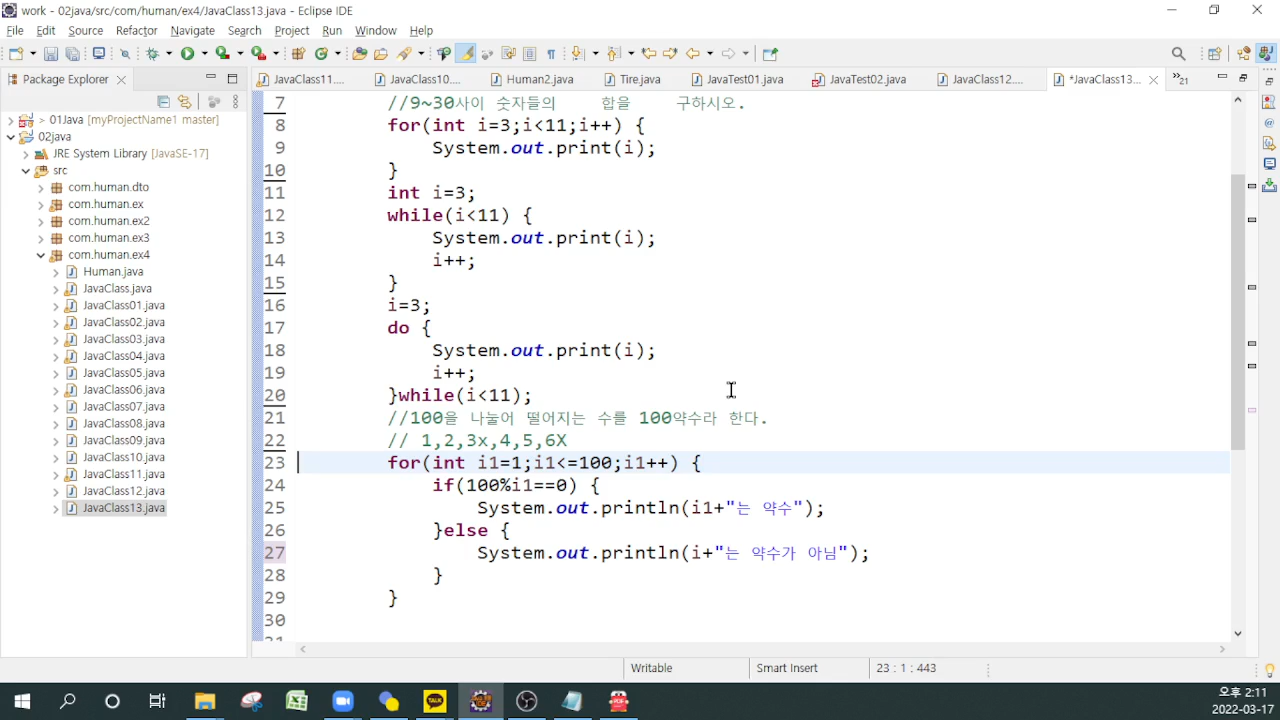 work - 02java/src/com/human/ex4/JavaClass13.java - Eclipse IDE
File Edit Source Refactor Navigate Search Project Run Window Help
Package Explorer
JavaClass11....
JavaClass10....
Human2.java
Tire.java
JavaTest01.java
JavaTest02.java
JavaClass12....
*JavaClass13...
21
> 01Java [myProjectName1 master]
02java
JRE System Library [JavaSE-17]
src
com.human.dto
com.human.ex
com.human.ex2
com.human.ex3
com.human.ex4
Human.java
JavaClass.java
JavaClass01.java
JavaClass02.java
JavaClass03.java
JavaClass04.java
JavaClass05.java
JavaClass06.java
JavaClass07.java
JavaClass08.java
JavaClass09.java
JavaClass10.java
JavaClass11.java
JavaClass12.java
JavaClass13.java
7 //9~30사이 숫자들의 합을 구하시오.
8 for(int i=3;i<11;i++) {
9 System.out.print(i);
10 }
11 int i=3;
12 while(i<11) {
13 System.out.print(i);
14 i++;
15 }
16 i=3;
17 do {
18 System.out.print(i);
19 i++;
20 }while(i<11);
21 //100을 나눌어 떨어지는 수를 100약수라 한다.
22 // 1,2,3x,4,5,6X
23 for(int i1=1;i1<=100;i1++) {
24 if(100%i1==0) {
25 System.out.println(i1+"는 약수");
26 }else {
27 System.out.println(i+"는 약수가 아님");
28 }
29 }
30
31
Writable
Smart Insert
23 : 1 : 443
TALK
PDF
오후 2:11
2022-03-17